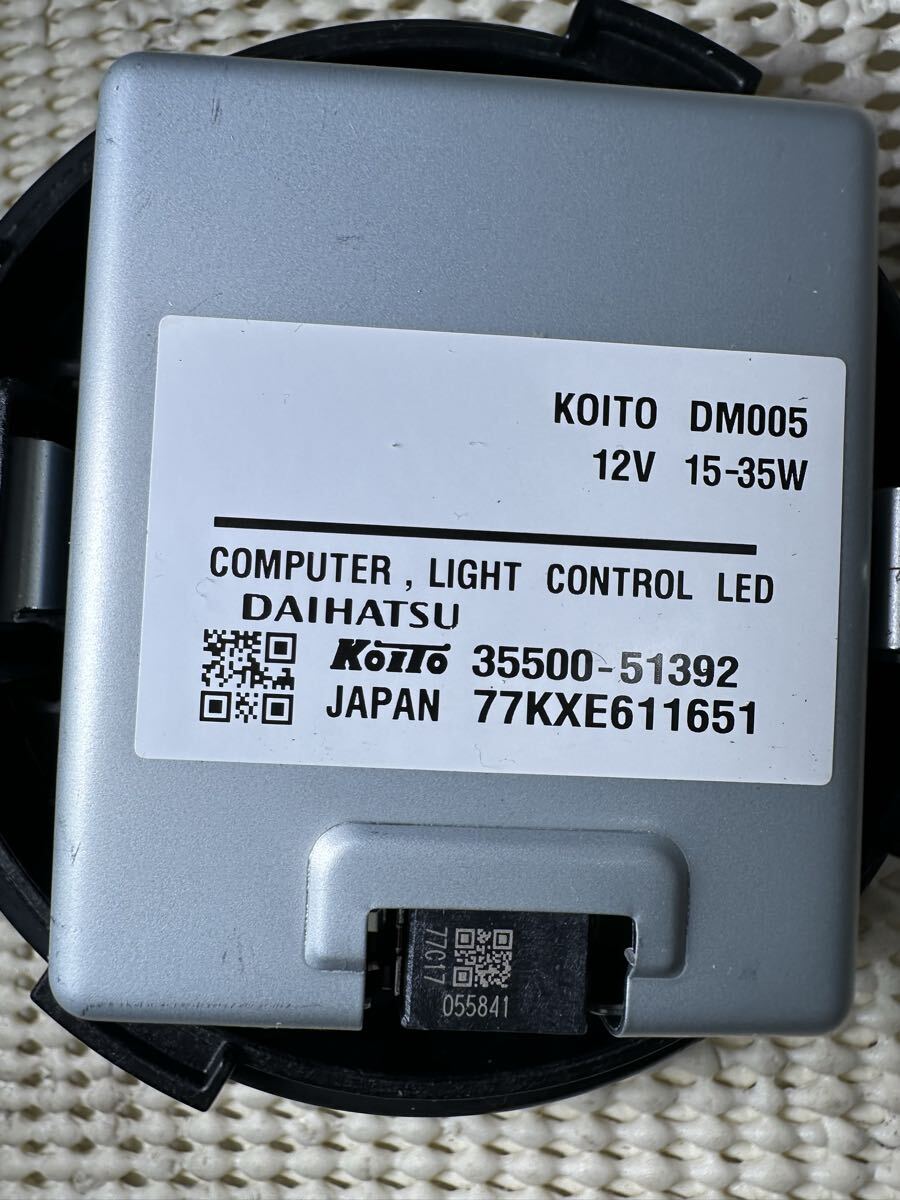 KOITO DM005
12V 15-35W
COMPUTER , LIGHT CONTROL LED
DAIHATSU
KOITO 35500-51392
JAPAN 77KXE611651
77C17
055841